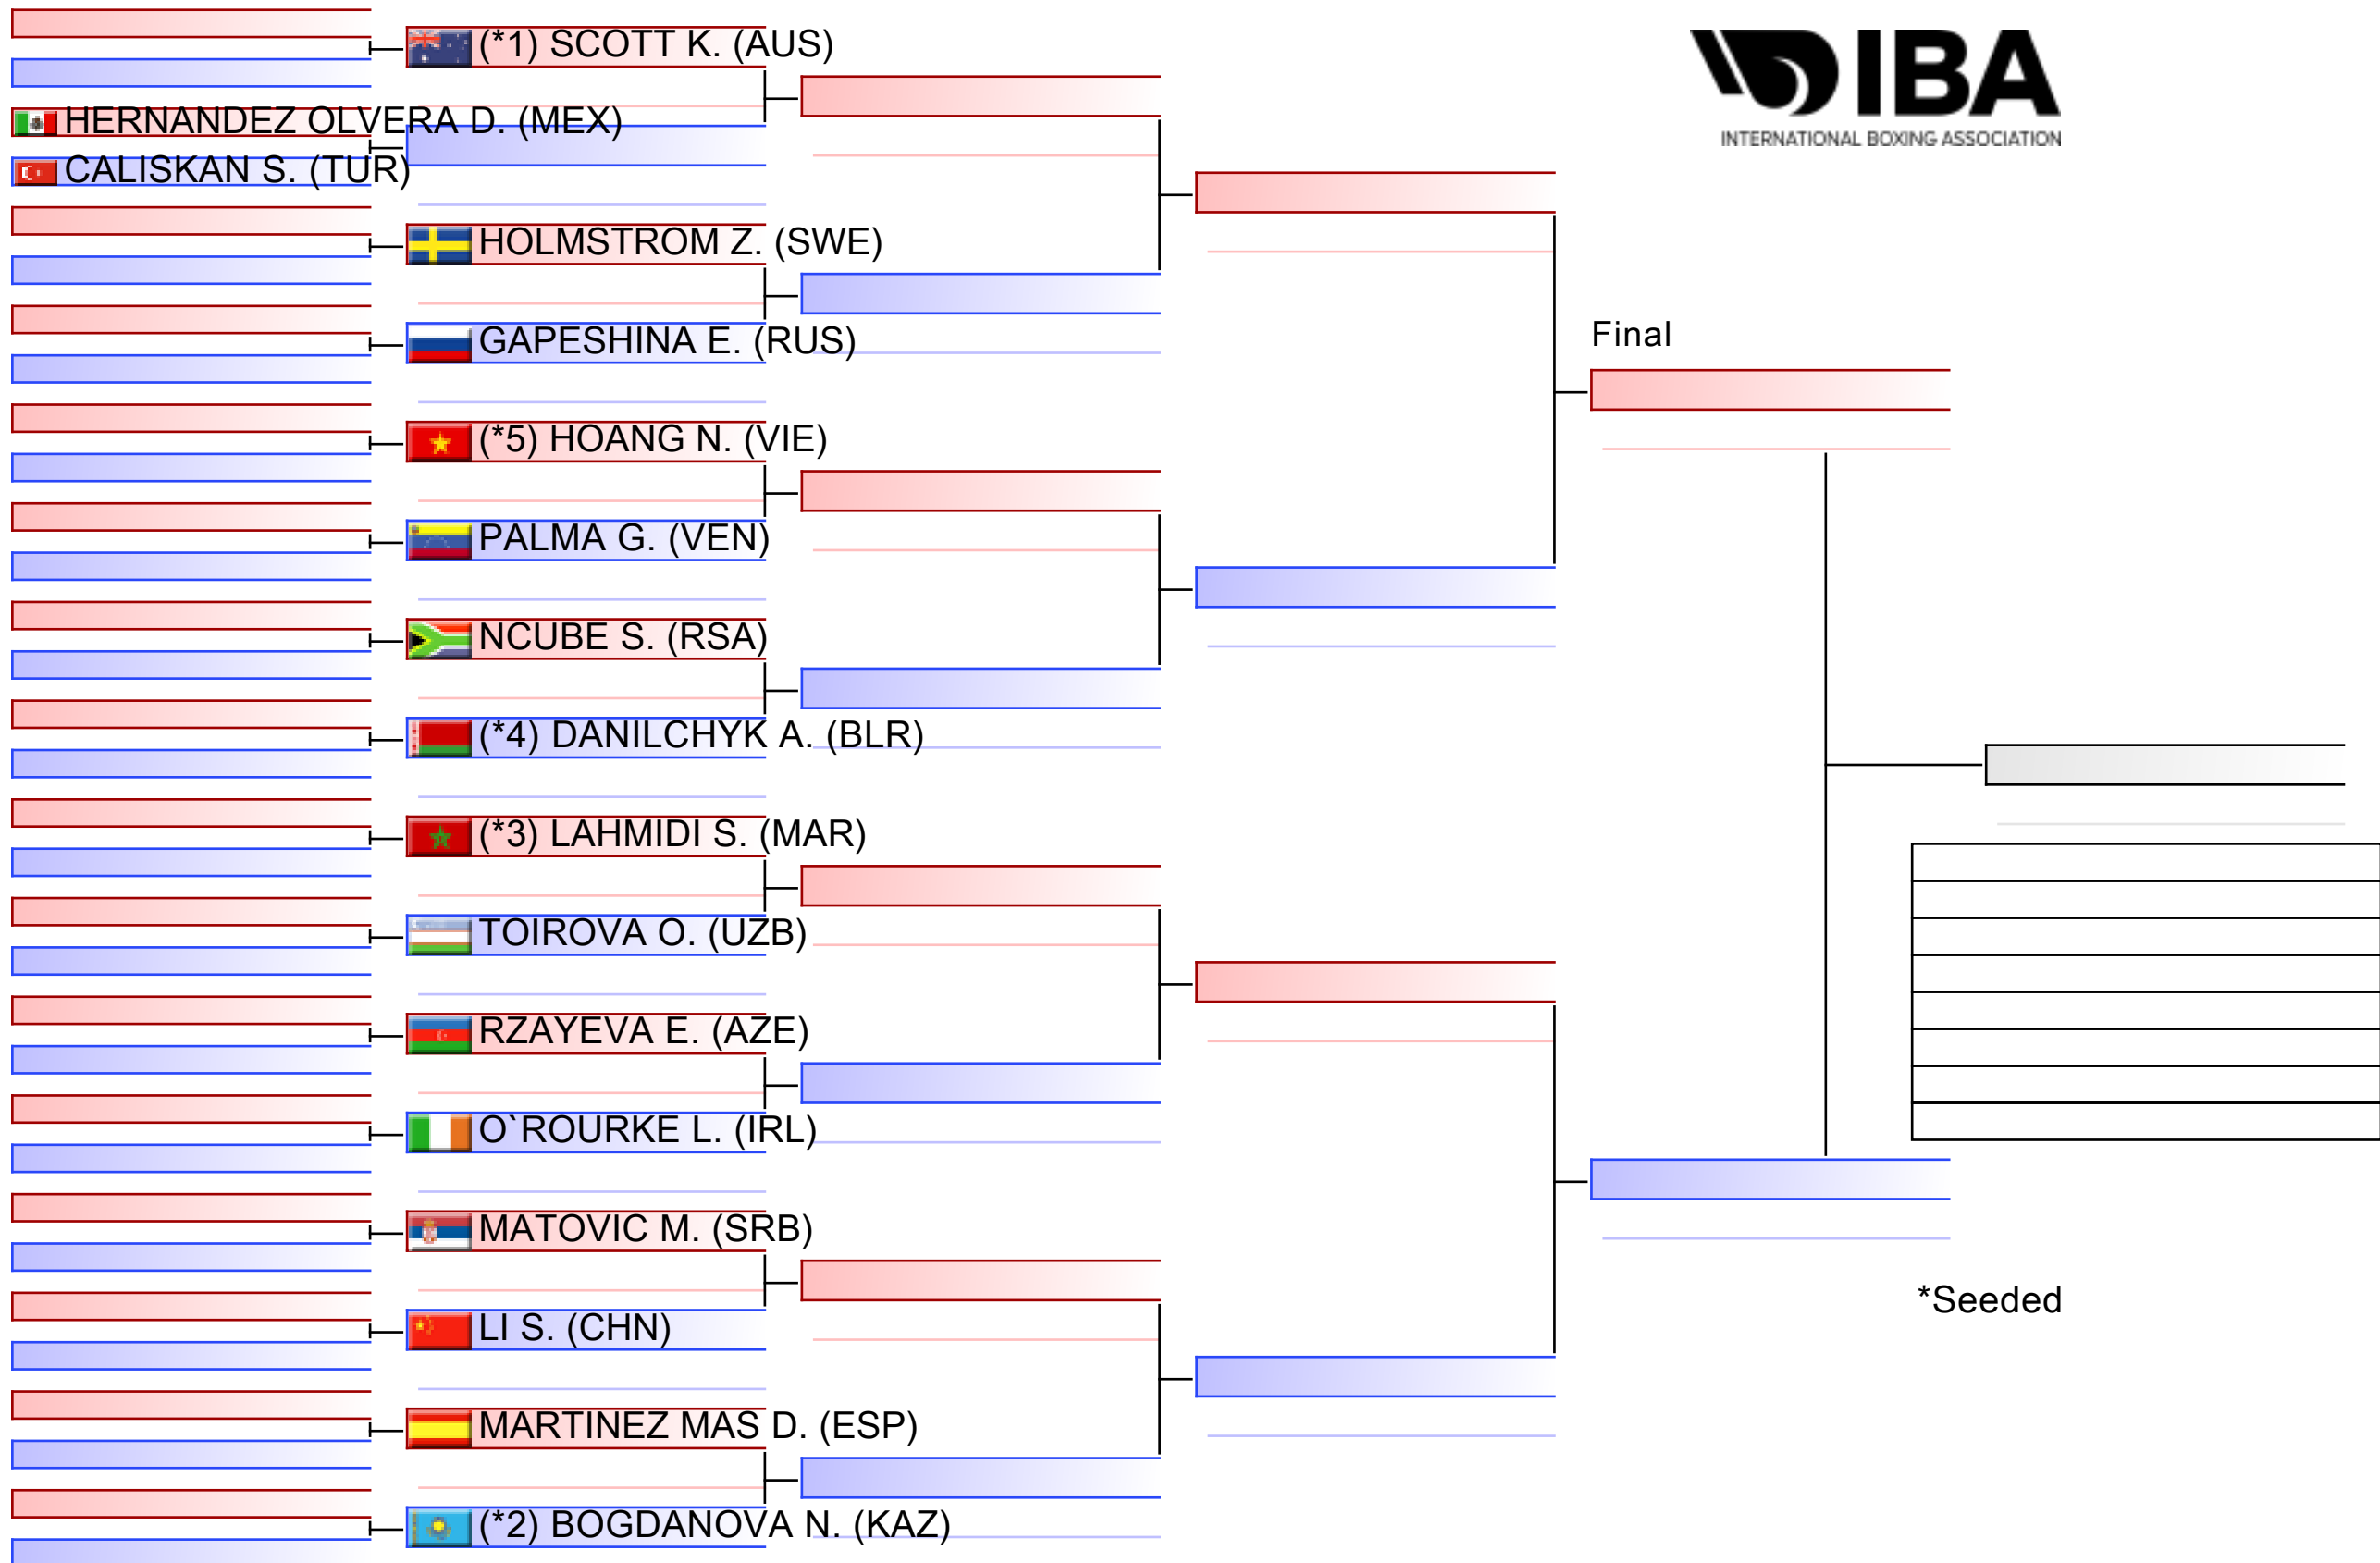 IBA
INTERNATIONAL BOXING ASSOCIATION
(*1) SCOTT K. (AUS)
HERNANDEZ OLVERA D. (MEX)
CALISKAN S. (TUR)
HOLMSTROM Z. (SWE)
GAPESHINA E. (RUS)
Final
(*5) HOANG N. (VIE)
PALMA G. (VEN)
NCUBE S. (RSA)
(*4) DANILCHYK A. (BLR)
(*3) LAHMIDI S. (MAR)
TOIROVA O. (UZB)
RZAYEVA E. (AZE)
O`ROURKE L. (IRL)
MATOVIC M. (SRB)
*Seeded
LI S. (CHN)
MARTINEZ MAS D. (ESP)
(*2) BOGDANOVA N. (KAZ)